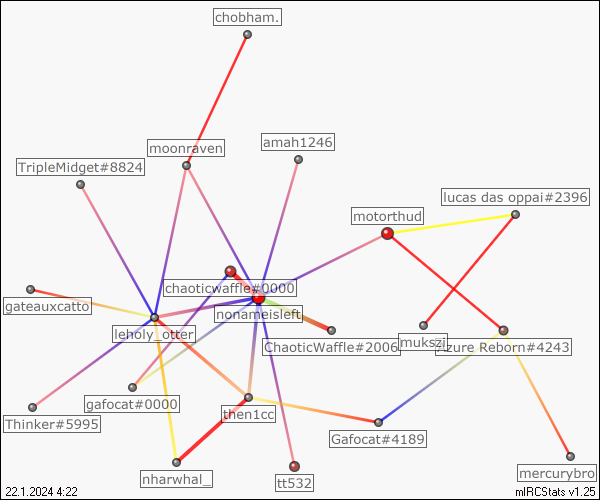 chobham.
moonraven
amah1246
TripleMidget#8824
lucas das oppai#2396
motorthud
chaoticwaffle#0000
gateauxcatto
nonameisleft
leholy_otter
ChaoticWaffle#2006
mukszi
Azure Reborn#4243
gafocat#0000
then1cc
Thinker#5995
Gafocat#4189
mercurybro
nharwhal_
tt532
22.1.2024 4:22
mIRCStats v1.25